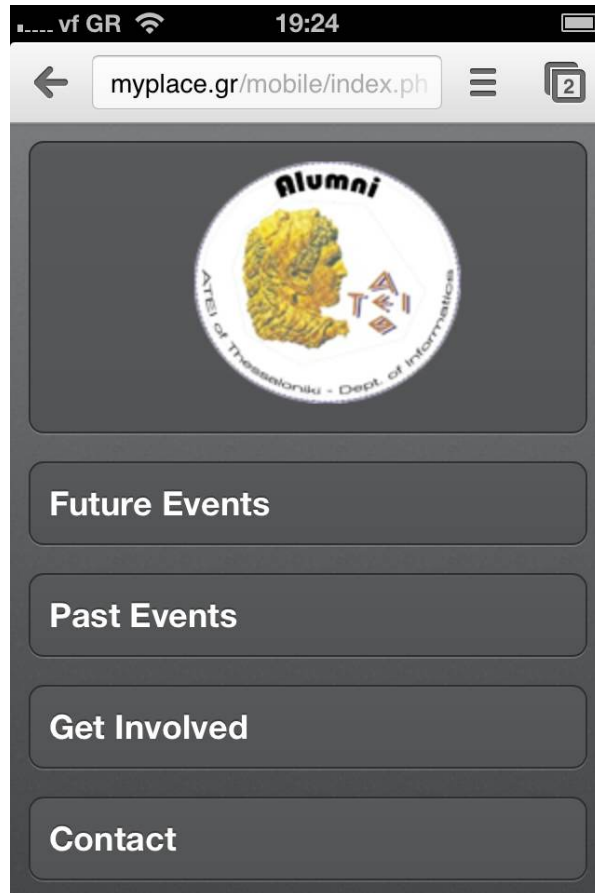 vf GR 19:24
myplace.gr/mobile/index.ph
2
Alumni
A
TEI
Θ
ATEI of Thessaloniki - Dept. of Informatics
Future Events
Past Events
Get Involved
Contact